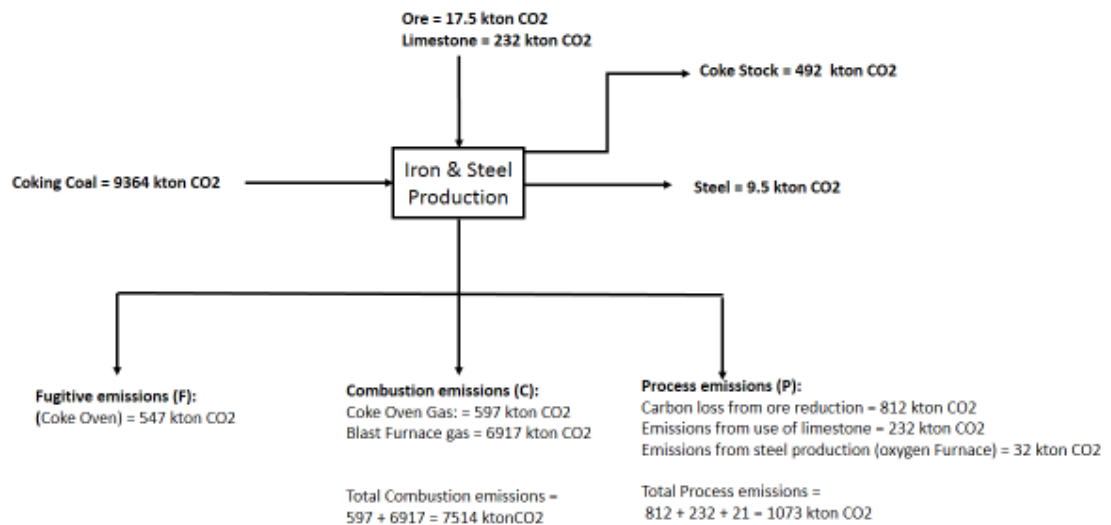 Ore = 17.5 kton CO2
Limestone = 232 kton CO2
Coke Stock = 492 kton CO2
Coking Coal = 9364 kton CO2
Iron & Steel
Production
Steel = 9.5 kton CO2
Fugitive emissions (F):
(Coke Oven) = 547 kton CO2
Combustion emissions (C):
Coke Oven Gas: = 597 kton CO2
Blast Furnace gas = 6917 kton CO2
Total Combustion emissions =
597 + 6917 = 7514 ktonCO2
Process emissions (P):
Carbon loss from ore reduction = 812 kton CO2
Emissions from use of limestone = 232 kton CO2
Emissions from steel production (oxygen Furnace) = 32 kton CO2
Total Process emissions =
812 + 232 + 21 = 1073 kton CO2